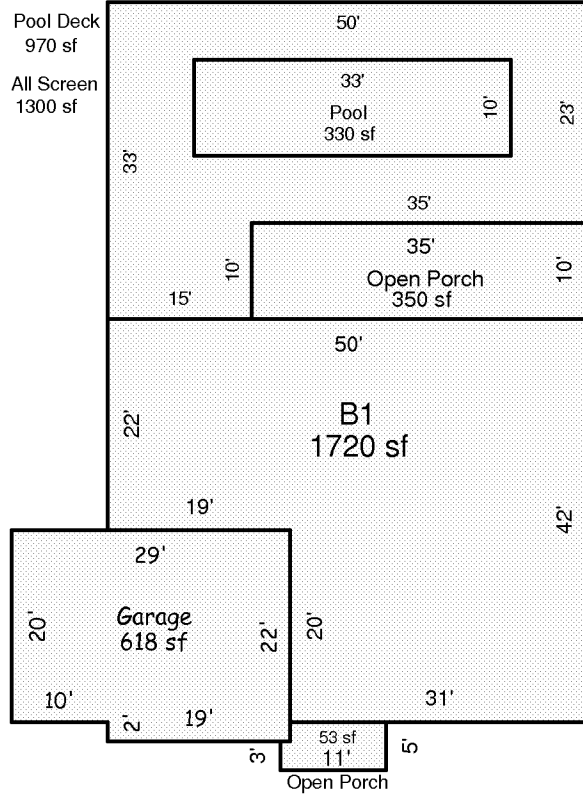 Pool Deck
970 sf
All Screen
1300 sf
50'
33'
Pool
330 sf
10'
23'
33'
35'
35'
10'
10'
Open Porch
350 sf
15'
50'
B1
1720 sf
22'
19'
42'
29'
Garage
618 sf
20'
22'
20'
10'
2'
19'
31'
53 sf
11'
3'
5'
Open Porch